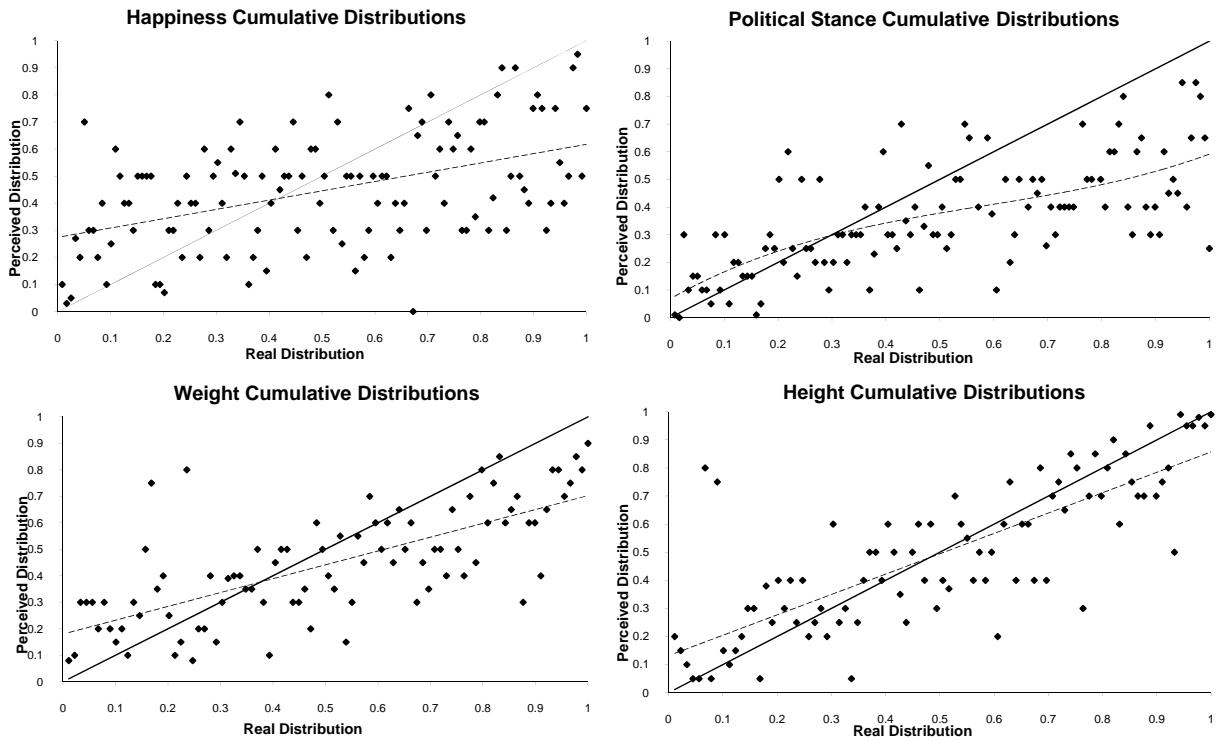 Happiness Cumulative Distributions
Perceived Distribution
1
0.9
0.8
0.7
0.6
0.5
0.4
0.3
0.2
0.1
0
0 0.1 0.2 0.3 0.4 0.5 0.6 0.7 0.8 0.9 1
Real Distribution
Political Stance Cumulative Distributions
Perceived Distribution
1
0.9
0.8
0.7
0.6
0.5
0.4
0.3
0.2
0.1
0
0 0.1 0.2 0.3 0.4 0.5 0.6 0.7 0.8 0.9 1
Real Distribution
Weight Cumulative Distributions
Perceived Distribution
1
0.9
0.8
0.7
0.6
0.5
0.4
0.3
0.2
0.1
0
0 0.1 0.2 0.3 0.4 0.5 0.6 0.7 0.8 0.9 1
Real Distribution
Height Cumulative Distributions
Perceived Distribution
1
0.9
0.8
0.7
0.6
0.5
0.4
0.3
0.2
0.1
0
0 0.1 0.2 0.3 0.4 0.5 0.6 0.7 0.8 0.9 1
Real Distribution